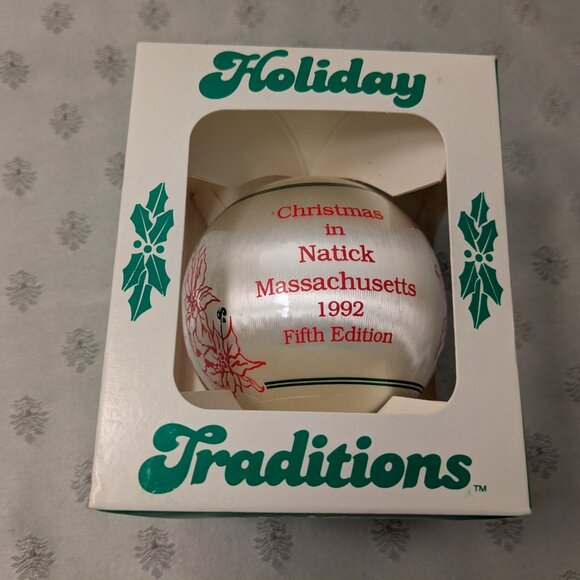 Holiday
Christmas
in
Natick
Massachusetts
1992
Fifth Edition
Traditions™